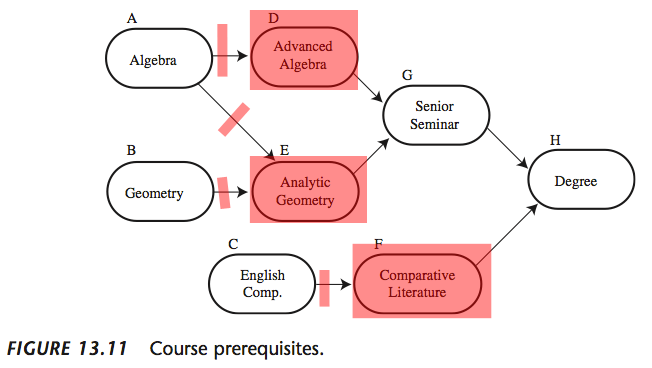 A
D
Algebra
Advanced
Algebra
G
Senior
Seminar
B
E
H
Geometry
Analytic
Geometry
Degree
C
F
English
Comp.
Comparative
Literature
FIGURE 13.11 Course prerequisites.